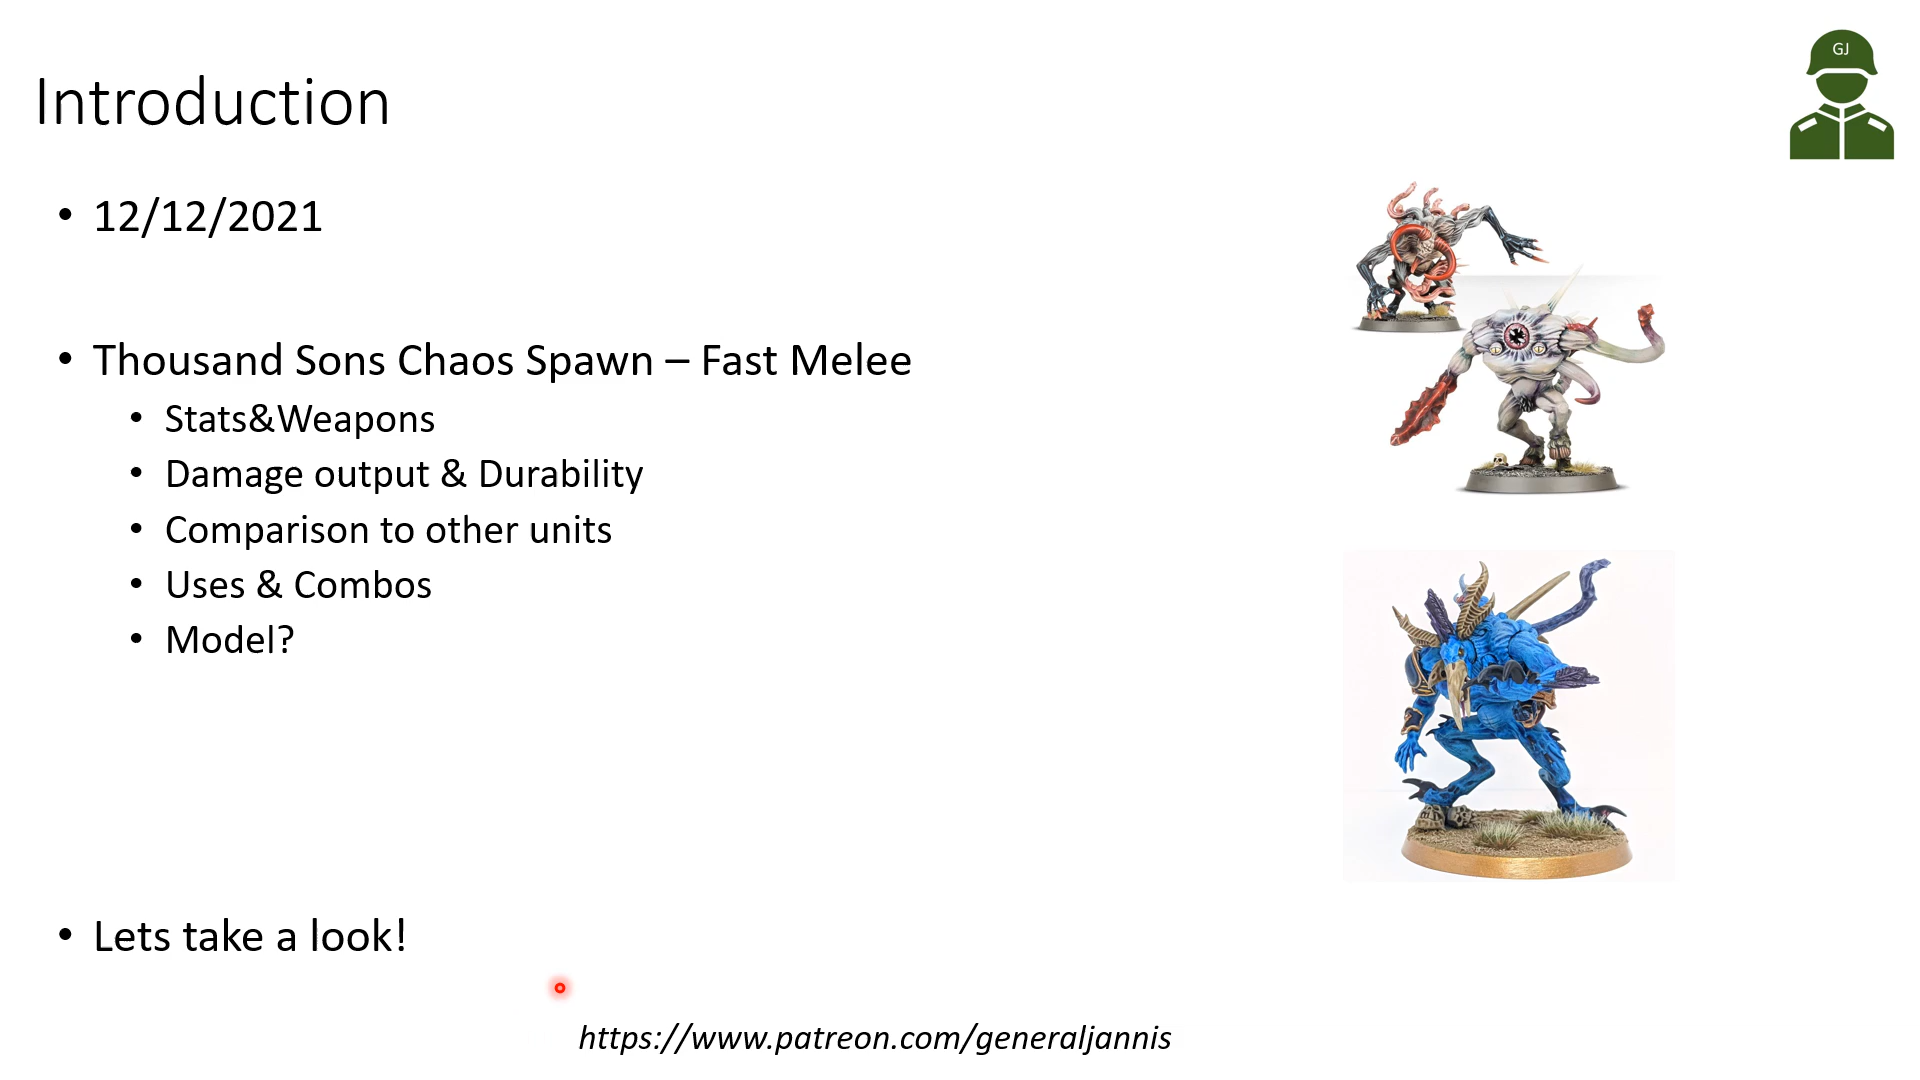 GJ
Introduction
• 12/12/2021
• Thousand Sons Chaos Spawn – Fast Melee
• Stats&Weapons
• Damage output & Durability
• Comparison to other units
• Uses & Combos
• Model?
• Lets take a look!
https://www.patreon.com/generaljannis